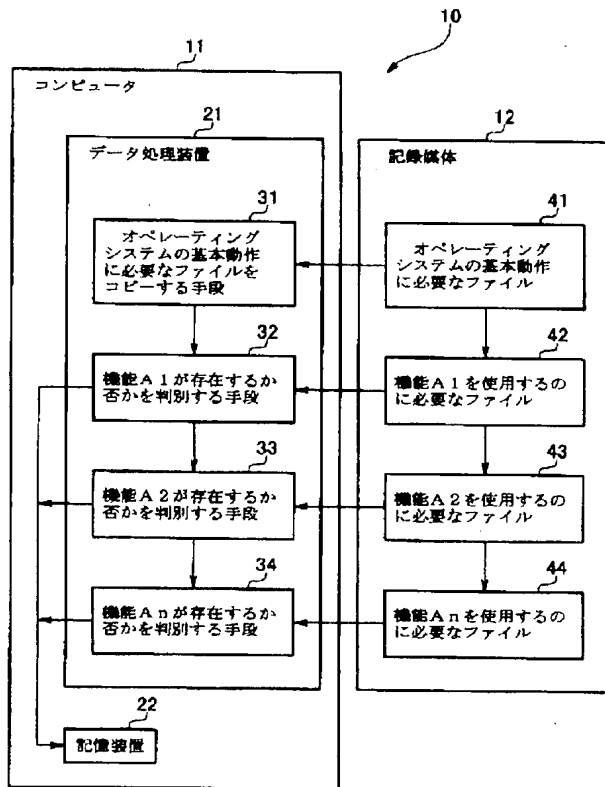 10
11
コンピュータ
21
データ処理装置
31
オペレーティング
システムの基本動作
に必要なファイルを
コピーする手段
32
機能A1が存在するか
否かを判別する手段
33
機能A2が存在するか
否かを判別する手段
34
機能Anが存在するか
否かを判別する手段
22
記憶装置
12
記録媒体
41
オペレーティング
システムの基本動作
に必要なファイル
42
機能A1を使用するの
に必要なファイル
43
機能A2を使用するの
に必要なファイル
44
機能Anを使用するの
に必要なファイル